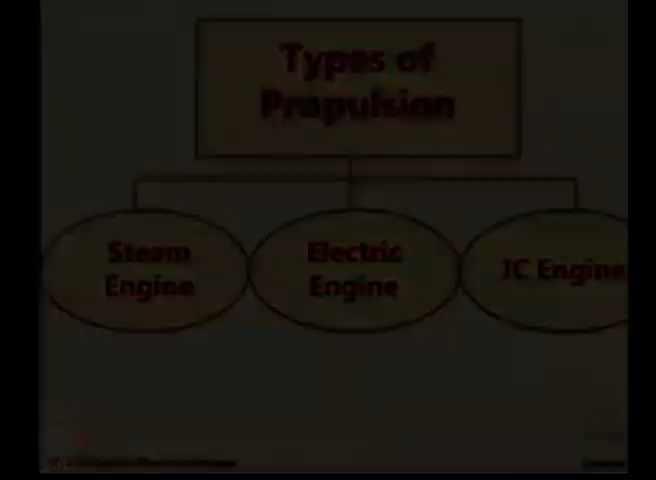 Types of
Propulsion
Steam
Engine
Electric
Engine
IC Engine